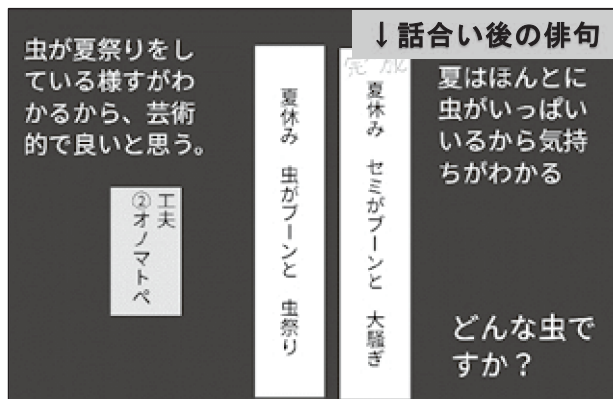 ↓話合い後の俳句
夏はほんとに
虫がいっぱい
いるから気持
ちがわかる
どんな虫で
すか？
夏休み　セミがブーンと　大騒ぎ
夏休み　虫がブーンと　虫祭り
虫が夏祭りをし
ている様すがわ
かるから、芸術
的で良いと思う。
工夫
②オノマトペ